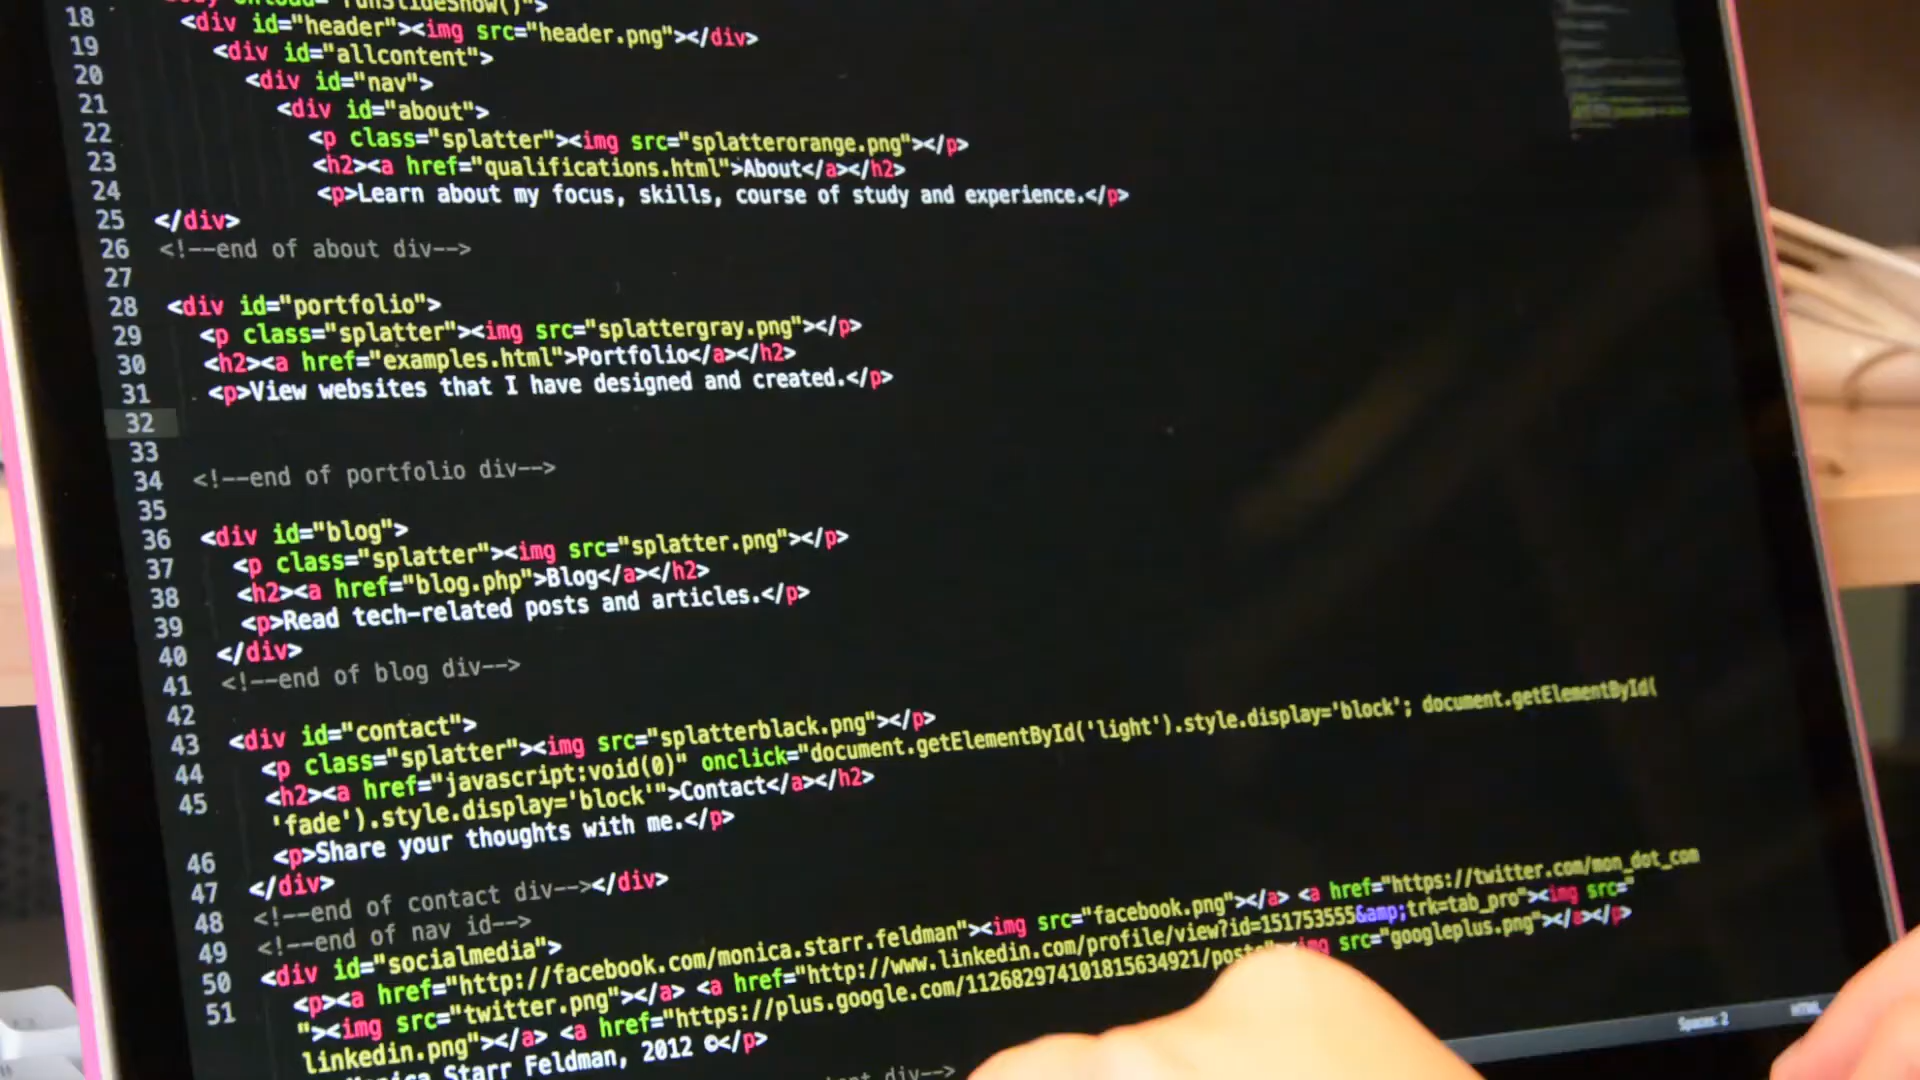 18 <div id="header"><img src="header.png"></div>
19 <div id="allcontent">
20 <div id="nav">
21 <div id="about">
22 <p class="splatter"><img src="splatterorange.png"></p>
23 <h2><a href="qualifications.html">About</a></h2>
24 <p>Learn about my focus, skills, course of study and experience.</p>
25 </div>
26 <!--end of about div-->
27
28 <div id="portfolio">
29 <p class="splatter"><img src="splattergray.png"></p>
30 <h2><a href="examples.html">Portfolio</a></h2>
31 <p>View websites that I have designed and created.</p>
32
33
34 <!--end of portfolio div-->
35
36 <div id="blog">
37 <p class="splatter"><img src="splatter.png"></p>
38 <h2><a href="blog.php">Blog</a></h2>
39 <p>Read tech-related posts and articles.</p>
40 </div>
41 <!--end of blog div-->
42
43 <div id="contact">
44 <p class="splatter"><img src="splatterblack.png"></p>
45 <h2><a href="javascript:void(0)" onclick="document.getElementById('light').style.display='block'; document.getElementById(
'fade').style.display='block'">Contact</a></h2>
46 <p>Share your thoughts with me.</p>
47 </div>
48 <!--end of contact div--></div>
49 <!--end of nav id-->
50 <div id="socialmedia">
51 <p><a href="http://facebook.com/monica.starr.feldman"><img src="facebook.png"></a> <a href="https://twitter.com/mon_dot_com
"><img src="twitter.png"></a> <a href="http://www.linkedin.com/profile/view?id=151753555&amp;trk=tab_pro"><img src="
linkedin.png"></a> <a href="https://plus.google.com/112682974101815634921/posts"><img src="googleplus.png"></a></p>
Starr Feldman, 2012 ©</p>
div-->
Spaces: 2 HTML